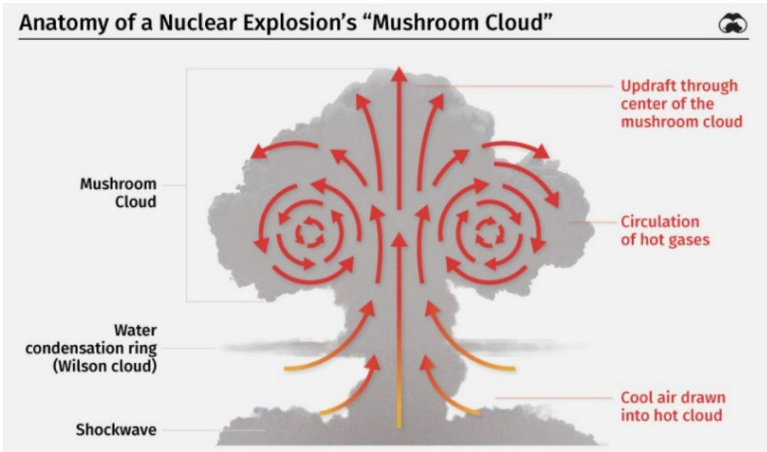 Anatomy of a Nuclear Explosion's “Mushroom Cloud”
Updraft through
center of the
mushroom cloud
Mushroom
Cloud
Circulation
of hot gases
Water
condensation ring
(Wilson cloud)
Cool air drawn
into hot cloud
Shockwave